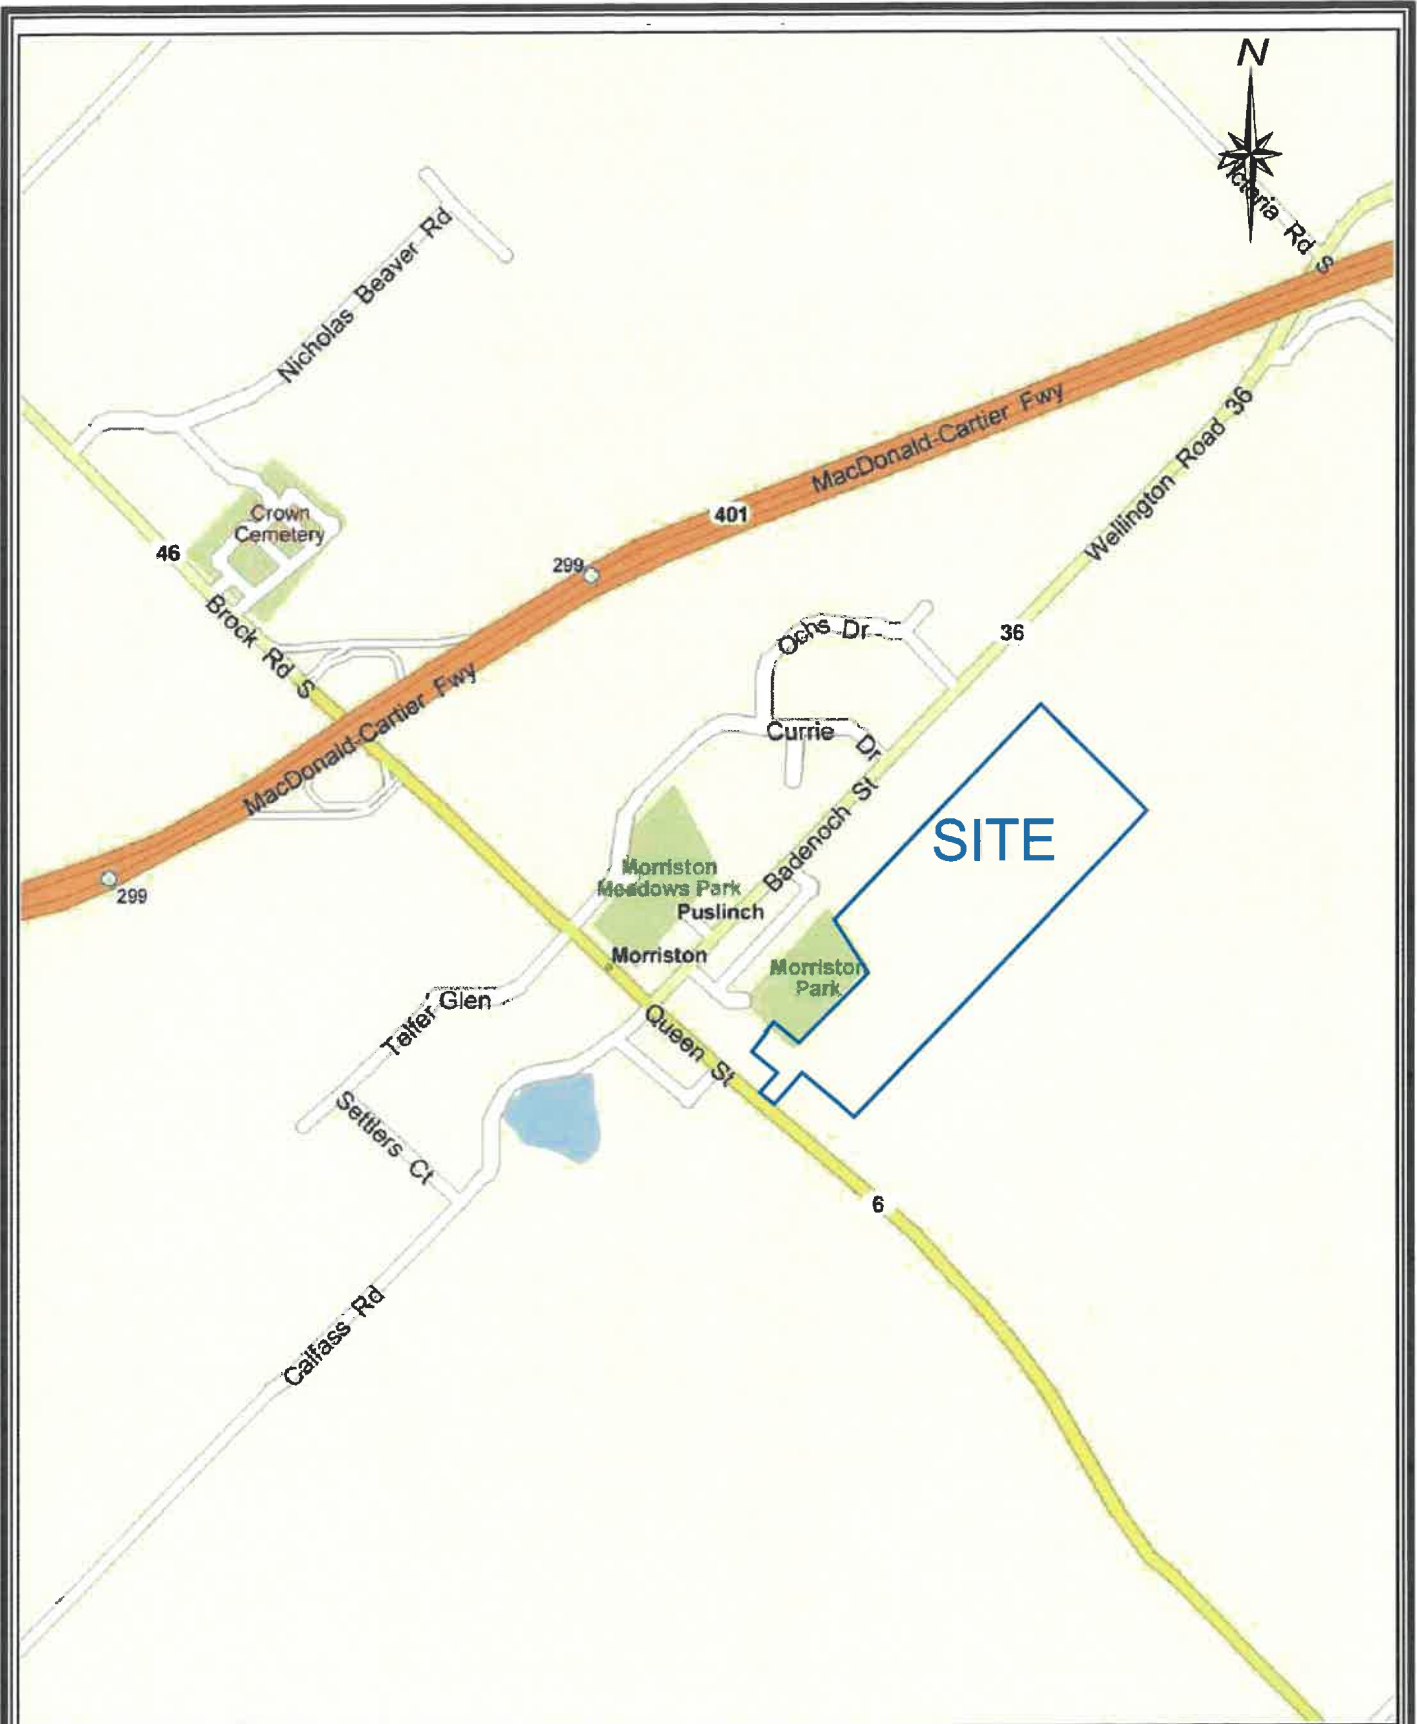 N
Victoria Rd S
Nicholas Beaver Rd
MacDonald-Cartier Fwy
Wellington Road 36
401
Crown
Cemetery
46
299
Brock Rd S
Ochs Dr
36
MacDonald-Cartier Fwy
Currie Dr
Badenoch St
SITE
Morriston
Meadows Park
299
Puslinch
Morriston
Morriston
Park
Telfer Glen
Queen St
Settlers Ct
6
Calfass Rd